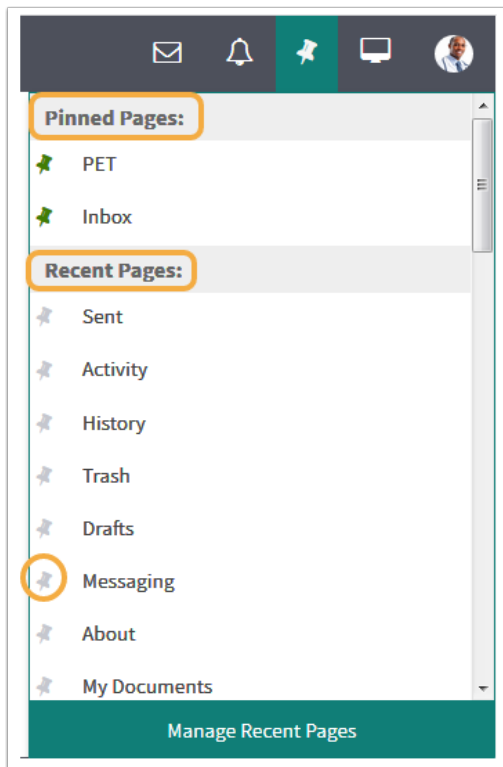 Pinned Pages:
PET
Inbox
Recent Pages:
Sent
Activity
History
Trash
Drafts
Messaging
About
My Documents
Manage Recent Pages